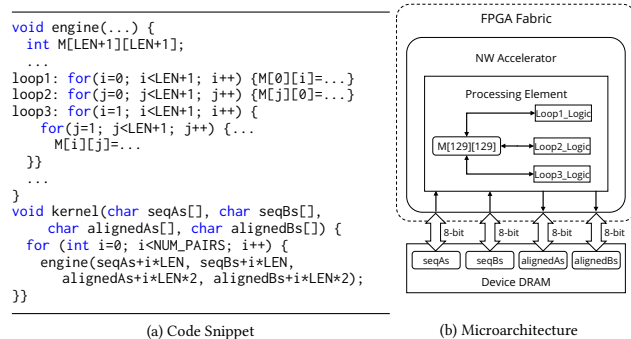 void engine(...) {
int M[LEN+1][LEN+1];
...
loop1: for(i=0; i<LEN+1; i++) {M[0][i]=...}
loop2: for(j=0; j<LEN+1; j++) {M[j][0]=...}
loop3: for(i=1; i<LEN+1; i++) {
for(j=1; j<LEN+1; j++) {...
M[i][j]=...
}}
...
}
void kernel(char seqAs[], char seqBs[],
char alignedAs[], char alignedBs[]) {
for (int i=0; i<NUM_PAIRS; i++) {
engine(seqAs+i*LEN, seqBs+i*LEN,
alignedAs+i*LEN*2, alignedBs+i*LEN*2);
}}
(a) Code Snippet
FPGA Fabric
NW Accelerator
Processing Element
Loop1_Logic
M[129][129]
Loop2_Logic
Loop3_Logic
8-bit 8-bit 8-bit 8-bit
seqAs seqBs alignedAs alignedBs
Device DRAM
(b) Microarchitecture